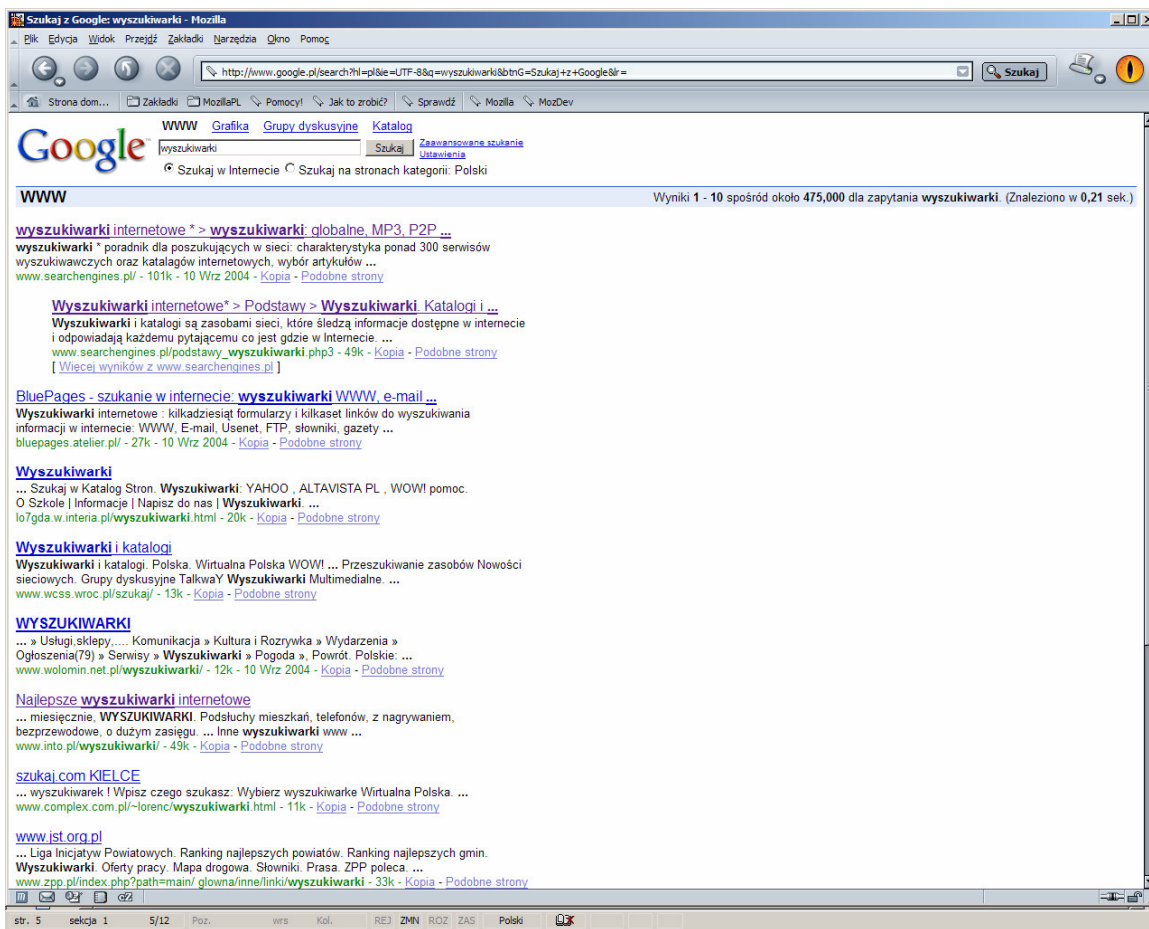 Szukaj z Google: wyszukiwarki - Mozilla
Plik Edycja Widok Przejdź Zakładki Narzędzia Okno Pomoc
http://www.google.pl/search?hl=pl&ie=UTF-8&q=wyszukiwarki&btnG=Szukaj+z+Google&lr= Szukaj
Strona dom... Zakładki MozillaPL Pomocy! Jak to zrobić? Sprawdź Mozilla MozDev
Google™
WWW Grafika Grupy dyskusyjne Katalog
wyszukiwarki Szukaj Zaawansowane szukanie
Ustawienia
Szukaj w Internecie Szukaj na stronach kategorii: Polski
WWW Wyniki 1 - 10 spośród około 475,000 dla zapytania wyszukiwarki. (Znaleziono w 0,21 sek.)
wyszukiwarki internetowe * > wyszukiwarki: globalne, MP3, P2P ...
wyszukiwarki * poradnik dla poszukujących w sieci: charakterystyka ponad 300 serwisów
wyszukiwawczych oraz katalagów internetowych, wybór artykułów ...
www.searchengines.pl/ - 101k - 10 Wrz 2004 - Kopia - Podobne strony
Wyszukiwarki internetowe* > Podstawy > Wyszukiwarki. Katalogi i ...
Wyszukiwarki i katalogi są zasobami sieci, które śledzą informacje dostępne w internecie
i odpowiadają każdemu pytającemu co jest gdzie w Internecie. ...
www.searchengines.pl/podstawy_wyszukiwarki.php3 - 49k - Kopia - Podobne strony
[ Więcej wyników z www.searchengines.pl ]
BluePages - szukanie w internecie: wyszukiwarki WWW, e-mail ...
Wyszukiwarki internetowe : kilkadziesiąt formularzy i kilkaset linków do wyszukiwania
informacji w internecie: WWW, E-mail, Usenet, FTP, słowniki, gazety ...
bluepages.atelier.pl/ - 27k - 10 Wrz 2004 - Kopia - Podobne strony
Wyszukiwarki
... Szukaj w Katalog Stron. Wyszukiwarki: YAHOO , ALTAVISTA PL , WOW! pomoc.
O Szkole | Informacje | Napisz do nas | Wyszukiwarki. ...
lo7gda.w.interia.pl/wyszukiwarki.html - 20k - Kopia - Podobne strony
Wyszukiwarki i katalogi
Wyszukiwarki i katalogi. Polska. Wirtualna Polska WOW! ... Przeszukiwanie zasobów Nowości
sieciowych. Grupy dyskusyjne TalkwaY Wyszukiwarki Multimedialne. ...
www.wcss.wroc.pl/szukaj/ - 13k - Kopia - Podobne strony
WYSZUKIWARKI
... » Usługi,sklepy,.... Komunikacja » Kultura i Rozrywka » Wydarzenia »
Ogłoszenia(79) » Serwisy » Wyszukiwarki » Pogoda », Powrót. Polskie: ...
www.wolomin.net.pl/wyszukiwarki/ - 12k - 10 Wrz 2004 - Kopia - Podobne strony
Najlepsze wyszukiwarki internetowe
... miesięcznie, WYSZUKIWARKI. Podsłuchy mieszkań, telefonów, z nagrywaniem,
bezprzewodowe, o dużym zasięgu. ... Inne wyszukiwarki www ...
www.into.pl/wyszukiwarki/ - 49k - Kopia - Podobne strony
szukaj.com KIELCE
... wyszukiwarek ! Wpisz czego szukasz: Wybierz wyszukiwarke Wirtualna Polska. ...
www.complex.com.pl/~lorenc/wyszukiwarki.html - 11k - Kopia - Podobne strony
www.jst.org.pl
... Liga Inicjatyw Powiatowych. Ranking najlepszych powiatów. Ranking najlepszych gmin.
Wyszukiwarki. Oferty pracy. Mapa drogowa. Słowniki. Prasa. ZPP poleca. ...
www.zpp.pl/index.php?path=main/ glowna/inne/linki/wyszukiwarki - 33k - Kopia - Podobne strony
str. 5 sekcja 1 5/12 Poz. wrs Kol. REJ ZMN ROZ ZAS Polski